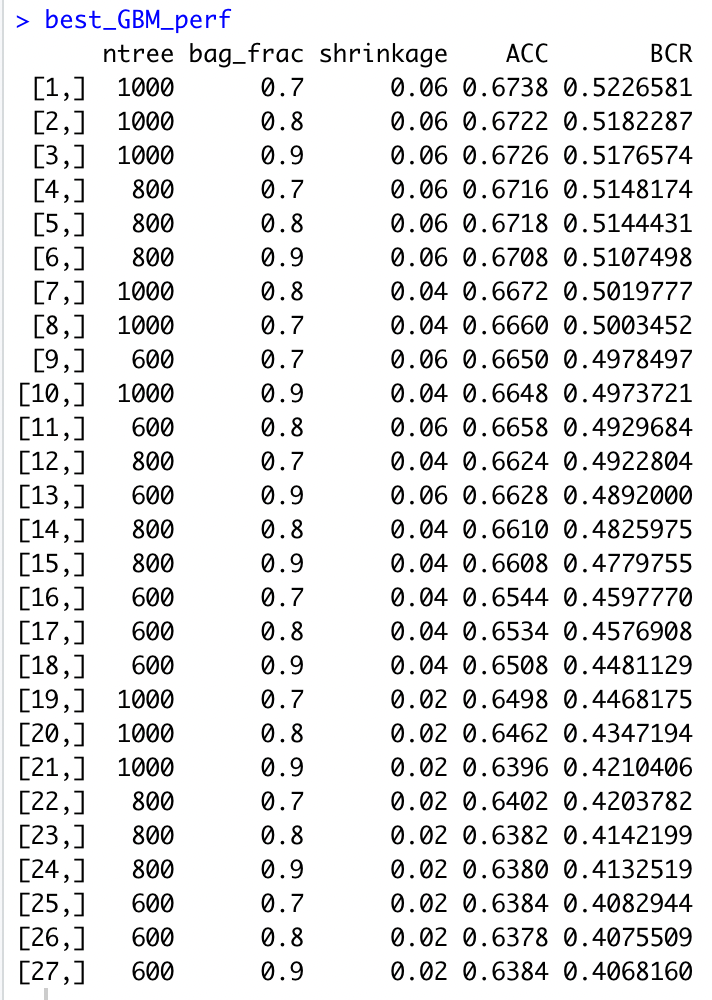 > best_GBM_perf
      ntree bag_frac shrinkage    ACC       BCR
 [1,]  1000      0.7      0.06 0.6738 0.5226581
 [2,]  1000      0.8      0.06 0.6722 0.5182287
 [3,]  1000      0.9      0.06 0.6726 0.5176574
 [4,]   800      0.7      0.06 0.6716 0.5148174
 [5,]   800      0.8      0.06 0.6718 0.5144431
 [6,]   800      0.9      0.06 0.6708 0.5107498
 [7,]  1000      0.8      0.04 0.6672 0.5019777
 [8,]  1000      0.7      0.04 0.6660 0.5003452
 [9,]   600      0.7      0.06 0.6650 0.4978497
[10,]  1000      0.9      0.04 0.6648 0.4973721
[11,]   600      0.8      0.06 0.6658 0.4929684
[12,]   800      0.7      0.04 0.6624 0.4922804
[13,]   600      0.9      0.06 0.6628 0.4892000
[14,]   800      0.8      0.04 0.6610 0.4825975
[15,]   800      0.9      0.04 0.6608 0.4779755
[16,]   600      0.7      0.04 0.6544 0.4597770
[17,]   600      0.8      0.04 0.6534 0.4576908
[18,]   600      0.9      0.04 0.6508 0.4481129
[19,]  1000      0.7      0.02 0.6498 0.4468175
[20,]  1000      0.8      0.02 0.6462 0.4347194
[21,]  1000      0.9      0.02 0.6396 0.4210406
[22,]   800      0.7      0.02 0.6402 0.4203782
[23,]   800      0.8      0.02 0.6382 0.4142199
[24,]   800      0.9      0.02 0.6380 0.4132519
[25,]   600      0.7      0.02 0.6384 0.4082944
[26,]   600      0.8      0.02 0.6378 0.4075509
[27,]   600      0.9      0.02 0.6384 0.4068160